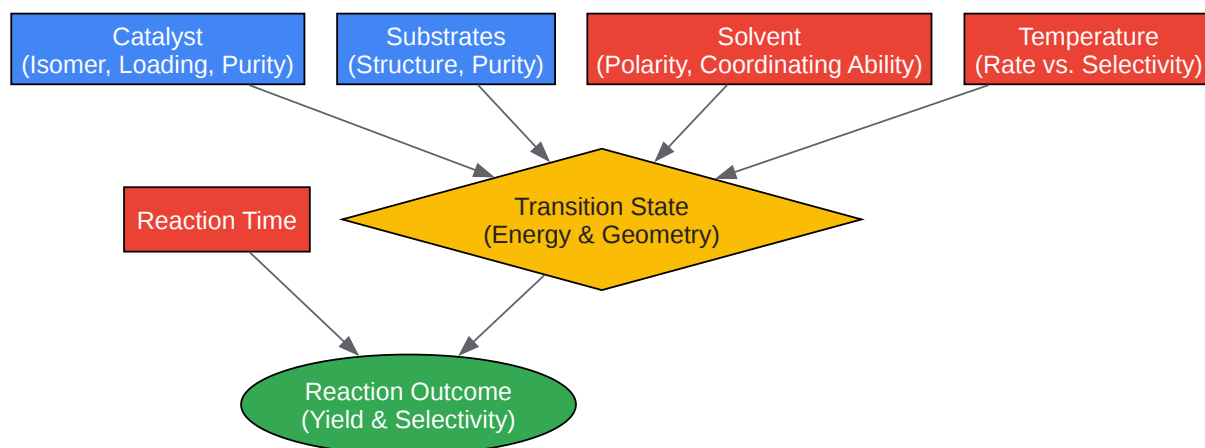 Catalyst
(Isomer, Loading, Purity)
Substrates
(Structure, Purity)
Solvent
(Polarity, Coordinating Ability)
Temperature
(Rate vs. Selectivity)
Reaction Time
Transition State
(Energy & Geometry)
Reaction Outcome
(Yield & Selectivity)